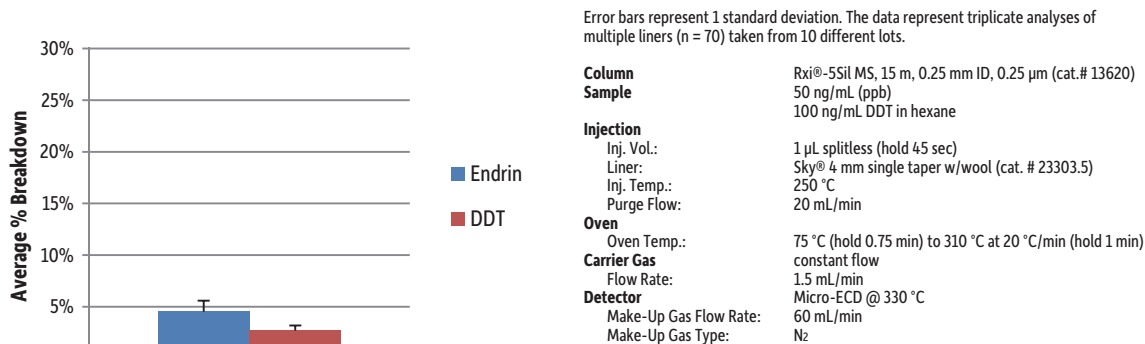 Error bars represent 1 standard deviation. The data represent triplicate analyses of
multiple liners (n = 70) taken from 10 different lots.
30%
25%
20%
15%
10%
5%
Average % Breakdown
Endrin
DDT
Column Rxi®-5Sil MS, 15 m, 0.25 mm ID, 0.25 µm (cat.# 13620)
Sample 50 ng/mL (ppb)
100 ng/mL DDT in hexane
Injection
Inj. Vol.: 1 µL splitless (hold 45 sec)
Liner: Sky® 4 mm single taper w/wool (cat. # 23303.5)
Inj. Temp.: 250 °C
Purge Flow: 20 mL/min
Oven
Oven Temp.: 75 °C (hold 0.75 min) to 310 °C at 20 °C/min (hold 1 min)
Carrier Gas constant flow
Flow Rate: 1.5 mL/min
Detector Micro-ECD @ 330 °C
Make-Up Gas Flow Rate: 60 mL/min
Make-Up Gas Type: N2